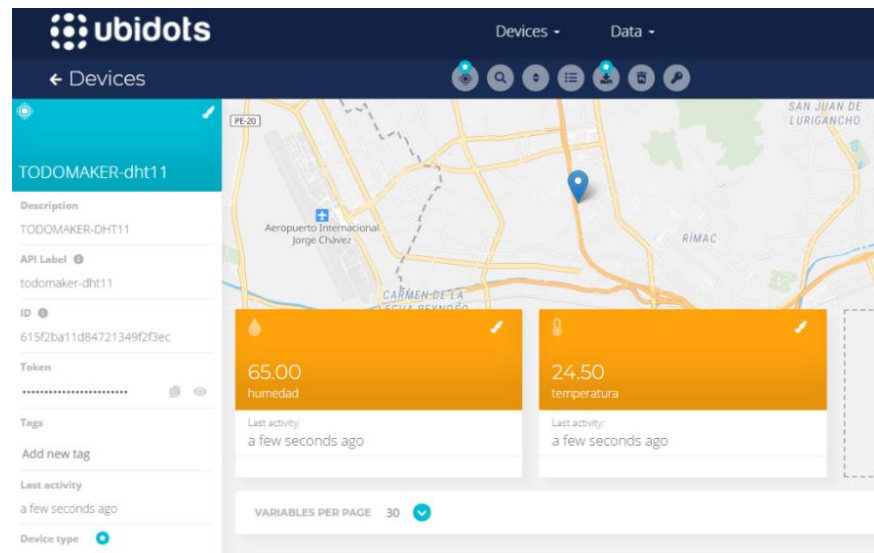 ubidots
Devices
Data
← Devices
TODOMAKER-dht11
Description
TODOMAKER-DHT11
API Label
todomaker-dht11
ID
615f2ba11d84721349f2f3ec
Token
Tags
Add new tag
Last activity
a few seconds ago
Device type
PE-20
SAN JUAN DE
LURIGANCHO
Aeropuerto Internacional
Jorge Chávez
RÍMAC
CARMEN DE LA
LEGUA REYNOSO
65.00
humedad
Last activity:
a few seconds ago
24.50
temperatura
Last activity:
a few seconds ago
VARIABLES PER PAGE 30